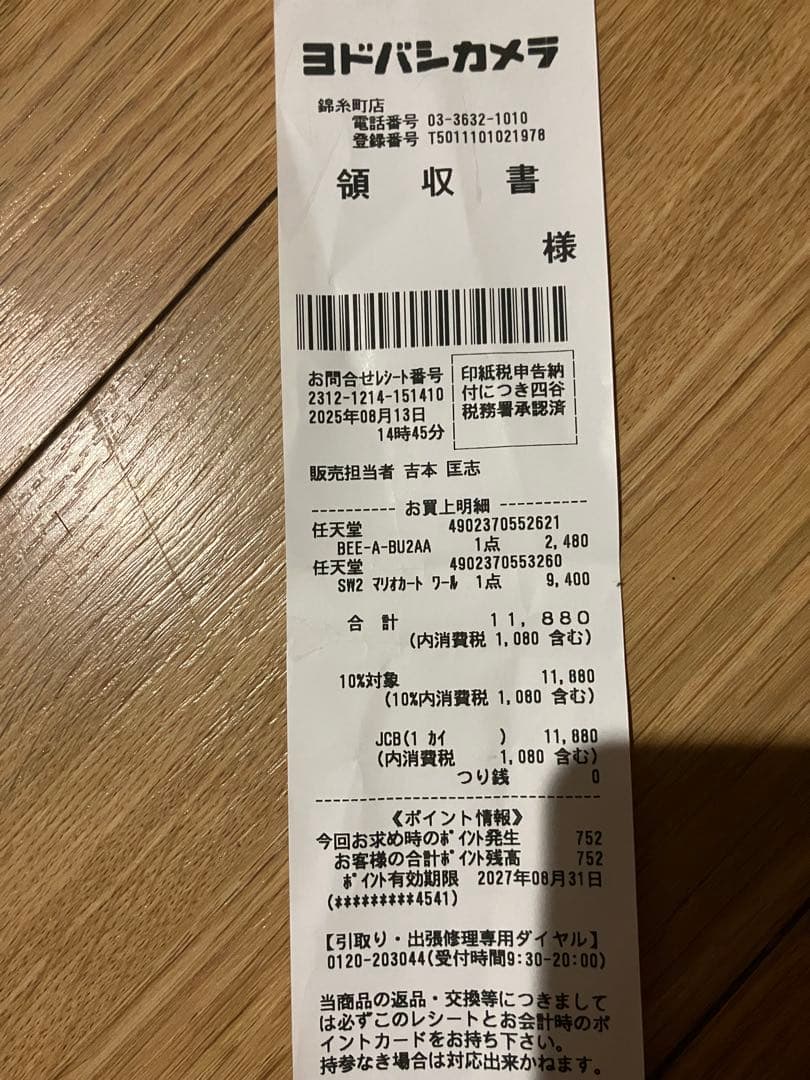 ヨドバシカメラ
錦糸町店
電話番号 03-3632-1010
登録番号 T5011101021978
領 収 書
様
お問合せﾚｼｰﾄ番号
2312-1214-151410
2025年08月13日
14時45分
印紙税申告納
付につき四谷
税務署承認済
販売担当者 吉本 匡志
---------- お買上明細 ----------
任天堂 4902370552621
BEE-A-BU2AA 1点 2,480
任天堂 4902370553260
SW2 ﾏﾘｵｶｰﾄ ﾜｰﾙ 1点 9,400
合 計 11,880
(内消費税 1,080 含む)
10%対象 11,880
(10%内消費税 1,080 含む)
JCB(1 ｶｲ ) 11,880
(内消費税 1,080 含む)
つり銭 0
--------------------------------
《ポイント情報》
今回お求め時のﾎﾟｲﾝﾄ発生 752
お客様の合計ﾎﾟｲﾝﾄ残高 752
ﾎﾟｲﾝﾄ有効期限 2027年08月31日
(*********4541)
【引取り・出張修理専用ダイヤル】
0120-203044(受付時間9:30-20:00)
当商品の返品・交換等につきまして
は必ずこのレシートとお会計時のポ
イントカードをお持ち下さい。
持参なき場合は対応出来かねます。